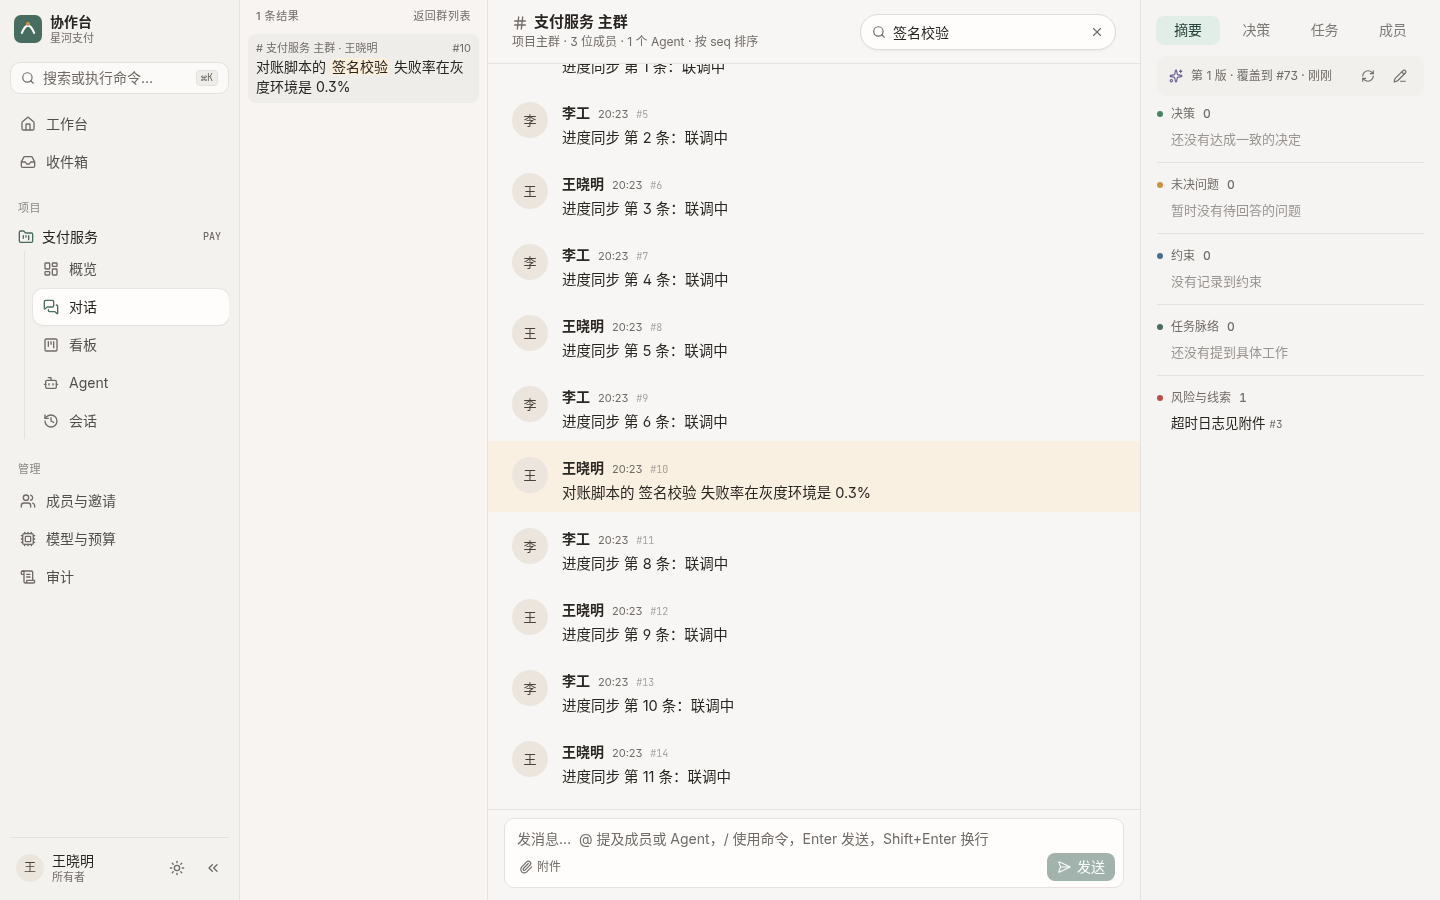 协作台
星河支付
搜索或执行命令... ⌘K
工作台
收件箱
项目
支付服务 PAY
概览
对话
看板
Agent
会话
管理
成员与邀请
模型与预算
审计
王 王晓明
所有者
1 条结果 返回群列表
# 支付服务 主群 · 王晓明 #10
对账脚本的 签名校验 失败率在灰
度环境是 0.3%
# 支付服务 主群
项目主群 · 3 位成员 · 1 个 Agent · 按 seq 排序
签名校验
进度同步 第 1 条：联调中
李 李工 20:23 #5
进度同步 第 2 条：联调中
王 王晓明 20:23 #6
进度同步 第 3 条：联调中
李 李工 20:23 #7
进度同步 第 4 条：联调中
王 王晓明 20:23 #8
进度同步 第 5 条：联调中
李 李工 20:23 #9
进度同步 第 6 条：联调中
王 王晓明 20:23 #10
对账脚本的 签名校验 失败率在灰度环境是 0.3%
李 李工 20:23 #11
进度同步 第 8 条：联调中
王 王晓明 20:23 #12
进度同步 第 9 条：联调中
李 李工 20:23 #13
进度同步 第 10 条：联调中
王 王晓明 20:23 #14
进度同步 第 11 条：联调中
发消息... @ 提及成员或 Agent，/ 使用命令，Enter 发送，Shift+Enter 换行
附件 发送
摘要 决策 任务 成员
第 1 版 · 覆盖到 #73 · 刚刚
决策 0
还没有达成一致的决定
未决问题 0
暂时没有待回答的问题
约束 0
没有记录到约束
任务脉络 0
还没有提到具体工作
风险与线索 1
超时日志见附件 #3